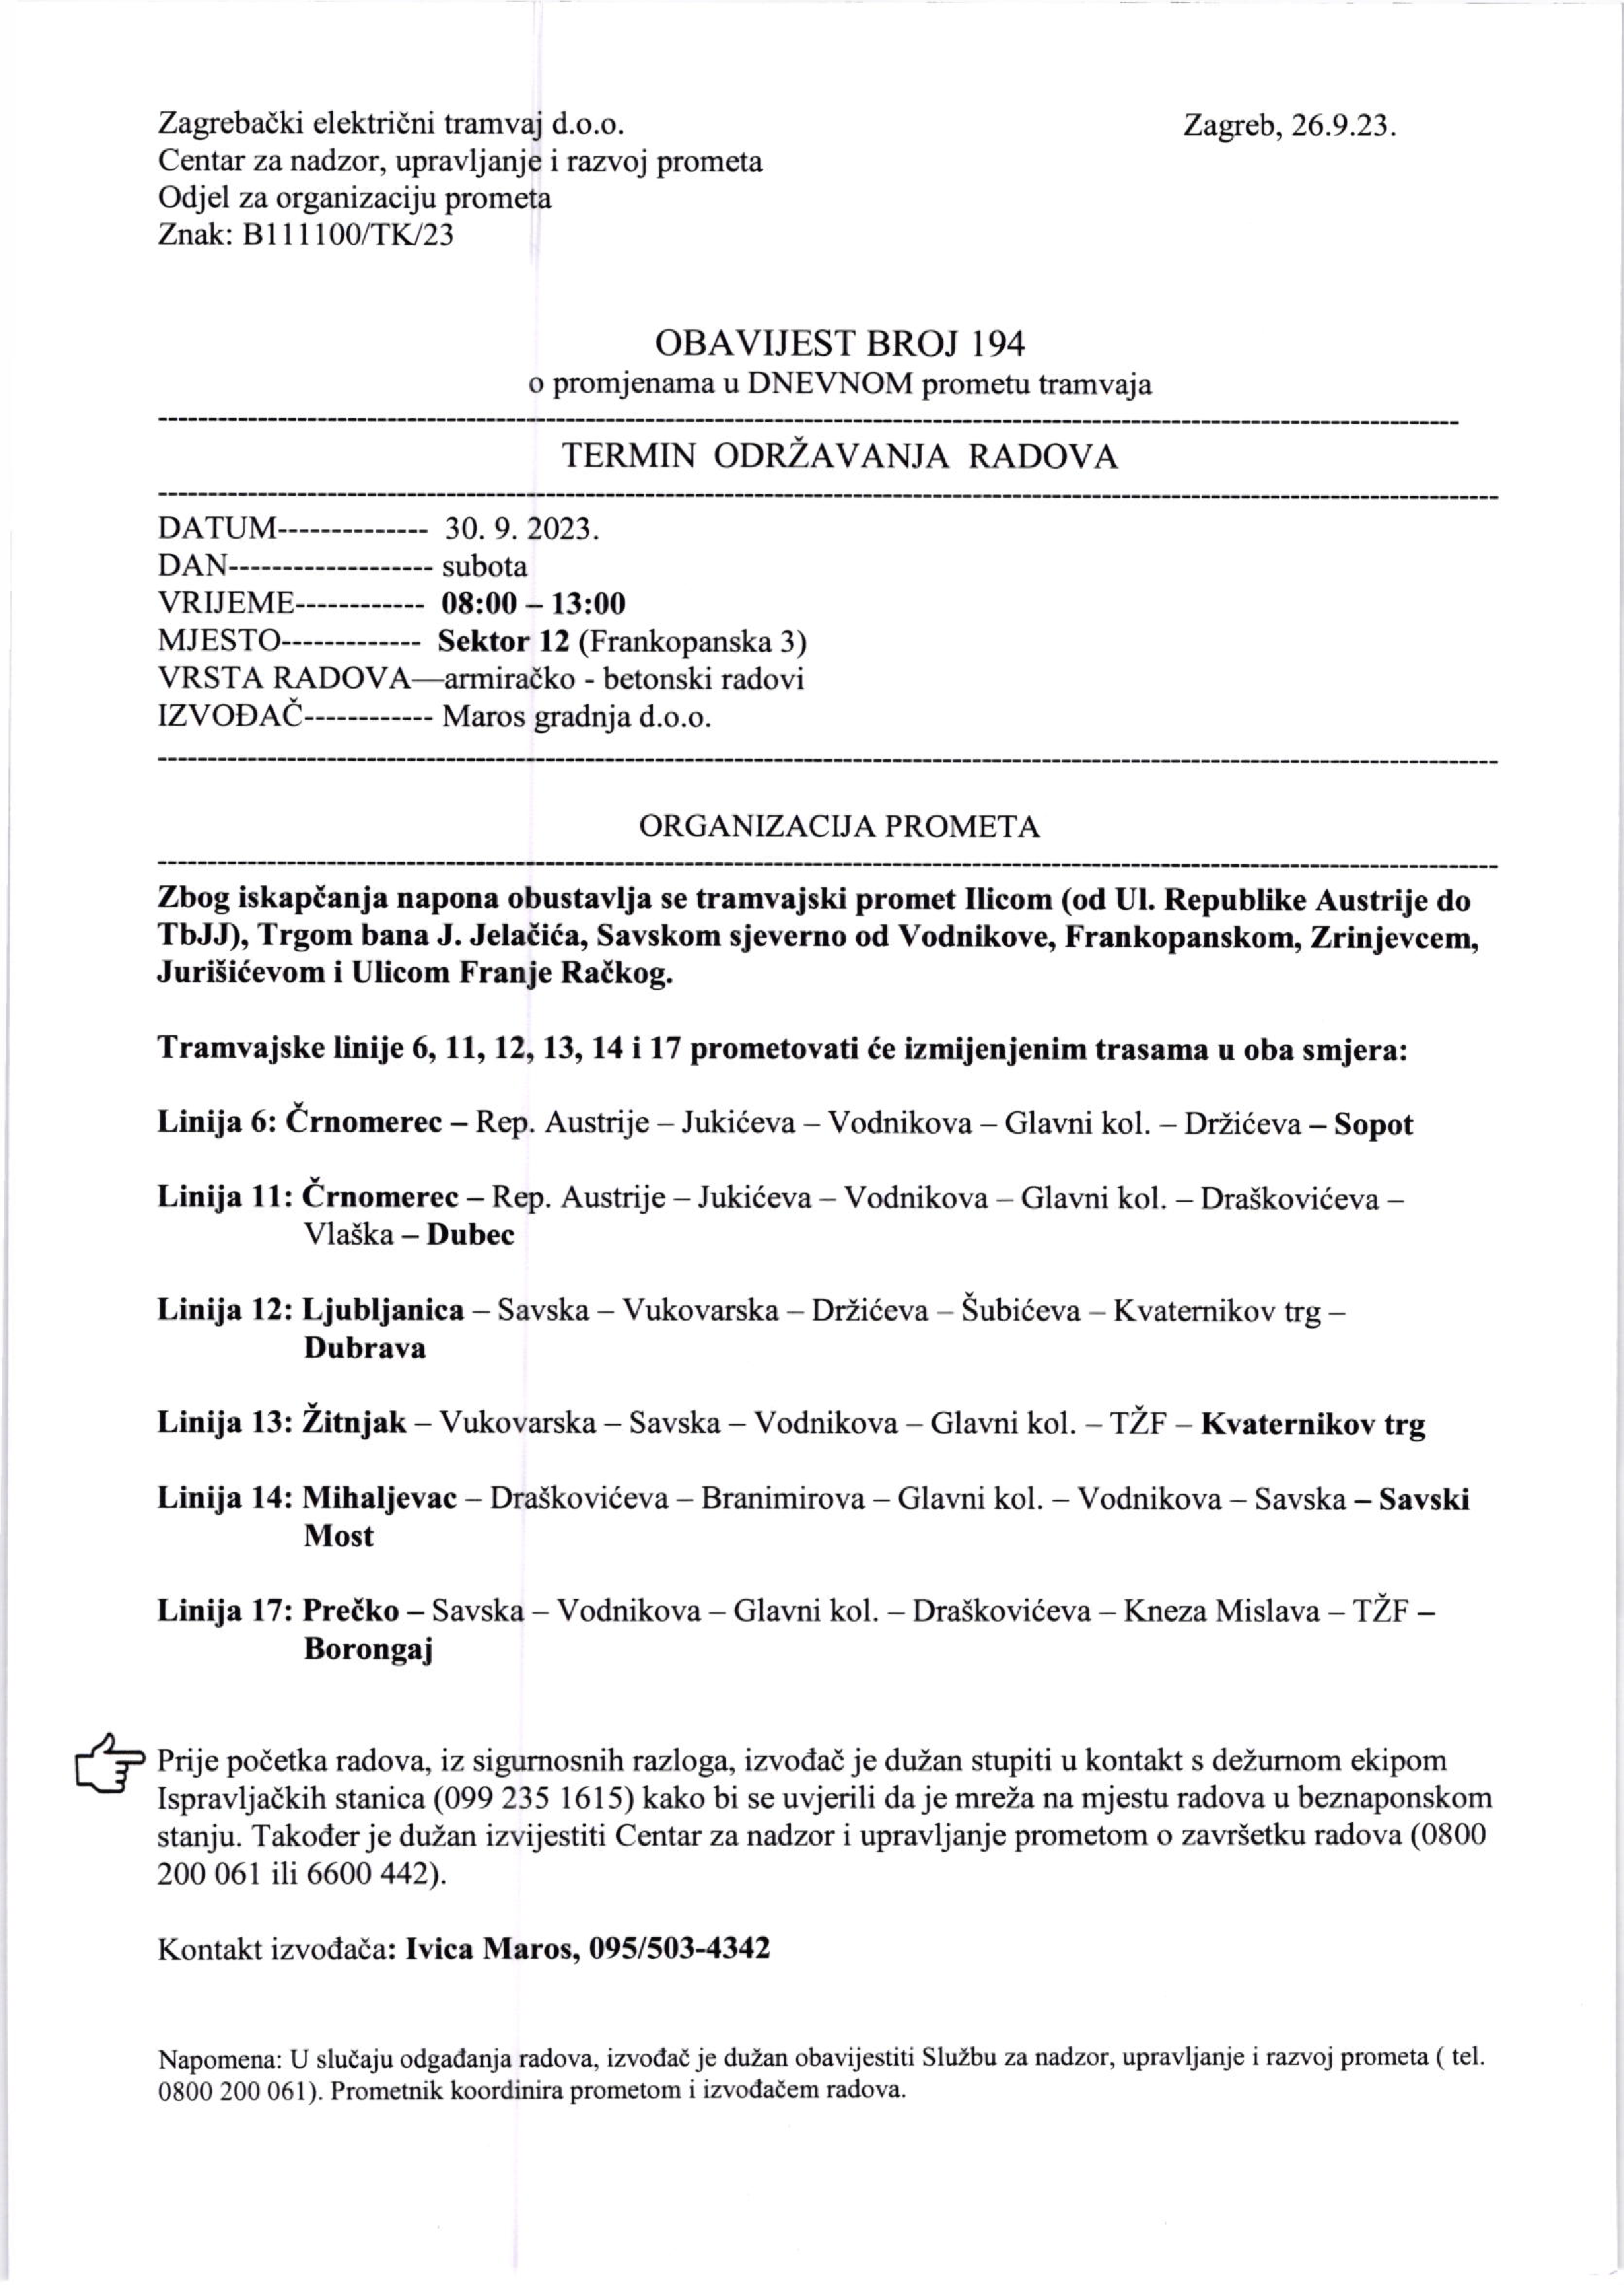 Zagrebački električni tramvaj d.o.o. Zagreb, 26.9.23.
Centar za nadzor, upravljanje i razvoj prometa
Odjel za organizaciju prometa
Znak: B111100/TK/23
OBAVIJEST BROJ 194
o promjenama u DNEVNOM prometu tramvaja
TERMIN ODRŽAVANJA RADOVA
DATUM-------------- 30. 9. 2023.
DAN------------------- subota
VRIJEME------------ 08:00 – 13:00
MJESTO------------- Sektor 12 (Frankopanska 3)
VRSTA RADOVA—armiračko - betonski radovi
IZVOĐAČ------------ Maros gradnja d.o.o.
ORGANIZACIJA PROMETA
Zbog iskapčanja napona obustavlja se tramvajski promet Ilicom (od Ul. Republike Austrije do
TbJJ), Trgom bana J. Jelačića, Savskom sjeverno od Vodnikove, Frankopanskom, Zrinjevcem,
Jurišićevom i Ulicom Franje Račkog.
Tramvajske linije 6, 11, 12, 13, 14 i 17 prometovati će izmijenjenim trasama u oba smjera:
Linija 6: Črnomerec – Rep. Austrije – Jukićeva – Vodnikova – Glavni kol. – Držićeva – Sopot
Linija 11: Črnomerec – Rep. Austrije – Jukićeva – Vodnikova – Glavni kol. – Draškovićeva –
Vlaška – Dubec
Linija 12: Ljubljanica – Savska – Vukovarska – Držićeva – Šubićeva – Kvaternikov trg –
Dubrava
Linija 13: Žitnjak – Vukovarska – Savska – Vodnikova – Glavni kol. – TŽF – Kvaternikov trg
Linija 14: Mihaljevac – Draškovićeva – Branimirova – Glavni kol. – Vodnikova – Savska – Savski
Most
Linija 17: Prečko – Savska – Vodnikova – Glavni kol. – Draškovićeva – Kneza Mislava – TŽF –
Borongaj
Prije početka radova, iz sigurnosnih razloga, izvođač je dužan stupiti u kontakt s dežurnom ekipom
Ispravljačkih stanica (099 235 1615) kako bi se uvjerili da je mreža na mjestu radova u beznaponskom
stanju. Također je dužan izvijestiti Centar za nadzor i upravljanje prometom o završetku radova (0800
200 061 ili 6600 442).
Kontakt izvođača: Ivica Maros, 095/503-4342
Napomena: U slučaju odgađanja radova, izvođač je dužan obavijestiti Službu za nadzor, upravljanje i razvoj prometa ( tel.
0800 200 061). Prometnik koordinira prometom i izvođačem radova.